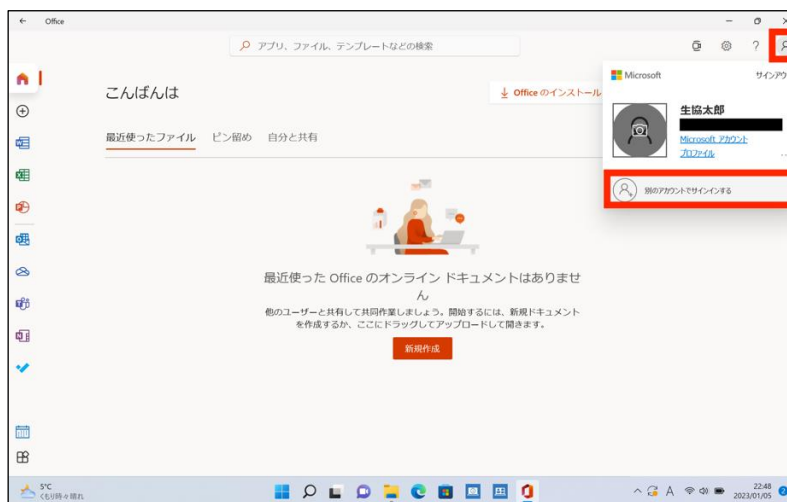 Office
アプリ、ファイル、テンプレートなどの検索
?
Microsoft
サインアウ
こんばんは
Office のインストール
生協太郎
Microsoft アカウント
プロファイル
最近使ったファイル ピン留め 自分と共有
別のアカウントでサインインする
最近使った Office のオンライン ドキュメントはありませ
ん
他のユーザーと共有して共同作業しましょう。開始するには、新規ドキュメント
を作成するか、ここにドラッグしてアップロードして開きます。
新規作成
5°C
くもり時々晴れ
A
22:48
2023/01/05
2